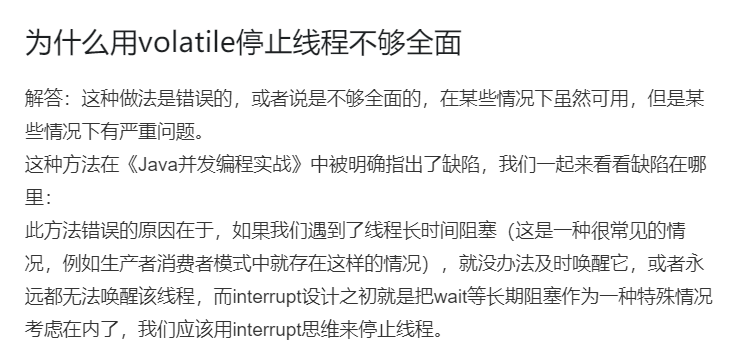 为什么用volatile停止线程不够全面
解答：这种做法是错误的，或者说是不够全面的，在某些情况下虽然可用，但是某
些情况下有严重问题。
这种方法在《Java并发编程实战》中被明确指出了缺陷，我们一起来看看缺陷在哪
里：
此方法错误的原因在于，如果我们遇到了线程长时间阻塞（这是一种很常见的情
况，例如生产者消费者模式中就存在这样的情况），就没办法及时唤醒它，或者永
远都无法唤醒该线程，而interrupt设计之初就是把wait等长期阻塞作为一种特殊情况
考虑在内了，我们应该用interrupt思维来停止线程。